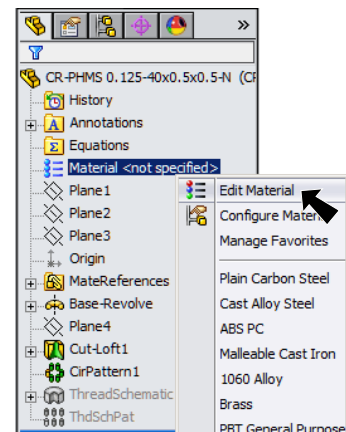 »
CR-PHMS 0.125-40x0.5x0.5-N (CR
History
Annotations
Equations
Material <not specified>
Plane1
Edit Material
Plane2
Configure Mater
Plane3
Manage Favorites
Origin
MateReferences
Plain Carbon Steel
Base-Revolve
Cast Alloy Steel
Plane4
ABS PC
Cut-Loft1
Malleable Cast Iron
CirPattern1
1060 Alloy
ThreadSchematic
Brass
ThdSchPat
PBT General Purpose